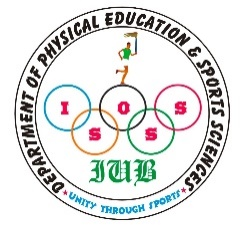 DEPARTMENT OF PHYSICAL EDUCATION & SPORTS SCIENCES
I O S
S S
IUB
UNITY THROUGH SPORTS